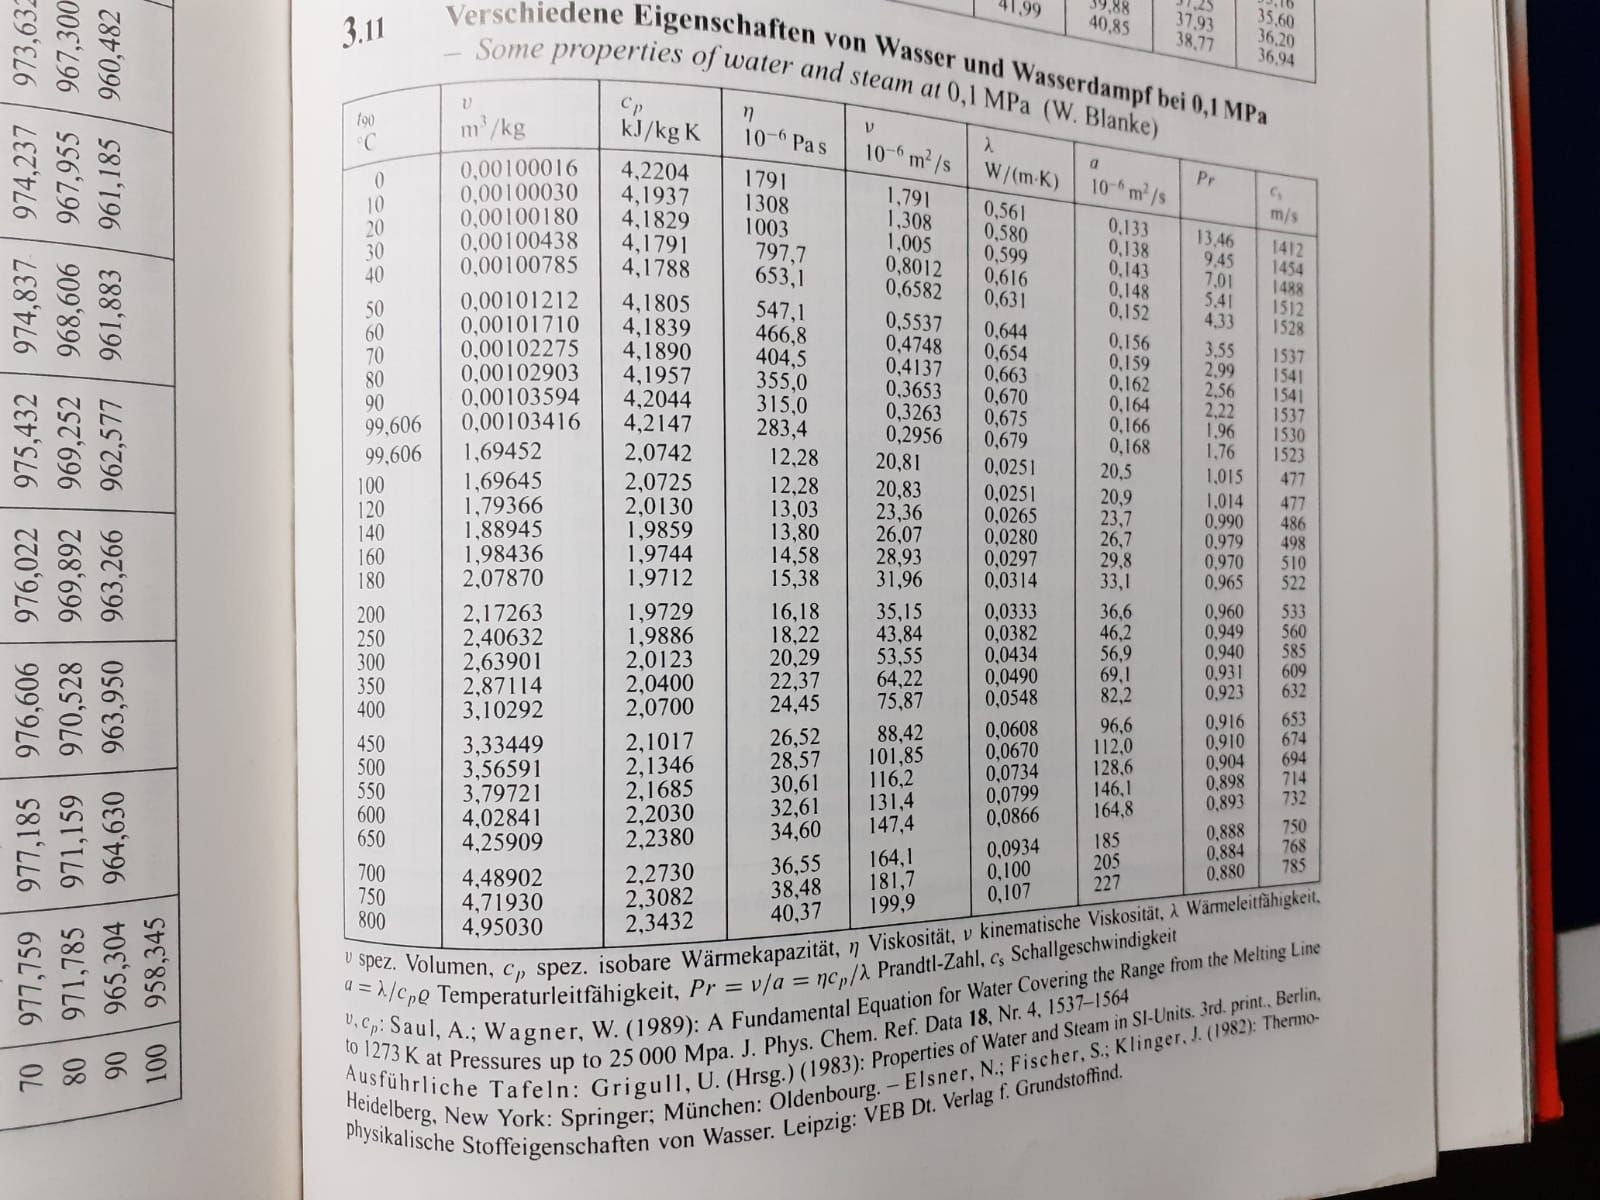 973,632 967,300 960,482
974,237 967,955 961,185
974,837 968,606 961,883
975,432 969,252 962,577
976,022 969,892 963,266
976,606 970,528 963,950
977,185 971,159 964,630
977,759 971,785 965,304 958,345
70 80 90 100
41,99 39,88 37,25
40,85 37,93 35,60
38,77 36,20
36,94
3.11 Verschiedene Eigenschaften von Wasser und Wasserdampf bei 0,1 MPa
– Some properties of water and steam at 0,1 MPa (W. Blanke)
t90 υ cp η ν λ a Pr cs
°C m³/kg kJ/kg K 10⁻⁶ Pa s 10⁻⁶ m²/s W/(m·K) 10⁻⁶ m²/s m/s
0 0,00100016 4,2204 1791 1,791 0,561 0,133 13,46 1412
10 0,00100030 4,1937 1308 1,308 0,580 0,138 9,45 1454
20 0,00100180 4,1829 1003 1,005 0,599 0,143 7,01 1488
30 0,00100438 4,1791 797,7 0,8012 0,616 0,148 5,41 1512
40 0,00100785 4,1788 653,1 0,6582 0,631 0,152 4,33 1528
50 0,00101212 4,1805 547,1 0,5537 0,644 0,156 3,55 1537
60 0,00101710 4,1839 466,8 0,4748 0,654 0,159 2,99 1541
70 0,00102275 4,1890 404,5 0,4137 0,663 0,162 2,56 1541
80 0,00102903 4,1957 355,0 0,3653 0,670 0,164 2,22 1537
90 0,00103594 4,2044 315,0 0,3263 0,675 0,166 1,96 1530
99,606 0,00103416 4,2147 283,4 0,2956 0,679 0,168 1,76 1523
99,606 1,69452 2,0742 12,28 20,81 0,0251 20,5 1,015 477
100 1,69645 2,0725 12,28 20,83 0,0251 20,9 1,014 477
120 1,79366 2,0130 13,03 23,36 0,0265 23,7 0,990 486
140 1,88945 1,9859 13,80 26,07 0,0280 26,7 0,979 498
160 1,98436 1,9744 14,58 28,93 0,0297 29,8 0,970 510
180 2,07870 1,9712 15,38 31,96 0,0314 33,1 0,965 522
200 2,17263 1,9729 16,18 35,15 0,0333 36,6 0,960 533
250 2,40632 1,9886 18,22 43,84 0,0382 46,2 0,949 560
300 2,63901 2,0123 20,29 53,55 0,0434 56,9 0,940 585
350 2,87114 2,0400 22,37 64,22 0,0490 69,1 0,931 609
400 3,10292 2,0700 24,45 75,87 0,0548 82,2 0,923 632
450 3,33449 2,1017 26,52 88,42 0,0608 96,6 0,916 653
500 3,56591 2,1346 28,57 101,85 0,0670 112,0 0,910 674
550 3,79721 2,1685 30,61 116,2 0,0734 128,6 0,904 694
600 4,02841 2,2030 32,61 131,4 0,0799 146,1 0,898 714
650 4,25909 2,2380 34,60 147,4 0,0866 164,8 0,893 732
700 4,48902 2,2730 36,55 164,1 0,0934 185 0,888 750
750 4,71930 2,3082 38,48 181,7 0,100 205 0,884 768
800 4,95030 2,3432 40,37 199,9 0,107 227 0,880 785
υ spez. Volumen, cp spez. isobare Wärmekapazität, η Viskosität, ν kinematische Viskosität, λ Wärmeleitfähigkeit,
a = λ/cpϱ Temperaturleitfähigkeit, Pr = ν/a = ηcp/λ Prandtl-Zahl, cs Schallgeschwindigkeit
υ, cp: Saul, A.; Wagner, W. (1989): A Fundamental Equation for Water Covering the Range from the Melting Line
to 1273 K at Pressures up to 25 000 Mpa. J. Phys. Chem. Ref. Data 18, Nr. 4, 1537–1564
Ausführliche Tafeln: Grigull, U. (Hrsg.) (1983): Properties of Water and Steam in SI-Units. 3rd. print., Berlin,
Heidelberg, New York: Springer; München: Oldenbourg. – Elsner, N.; Fischer, S.; Klinger, J. (1982): Thermo-
physikalische Stoffeigenschaften von Wasser. Leipzig: VEB Dt. Verlag f. Grundstoffind.